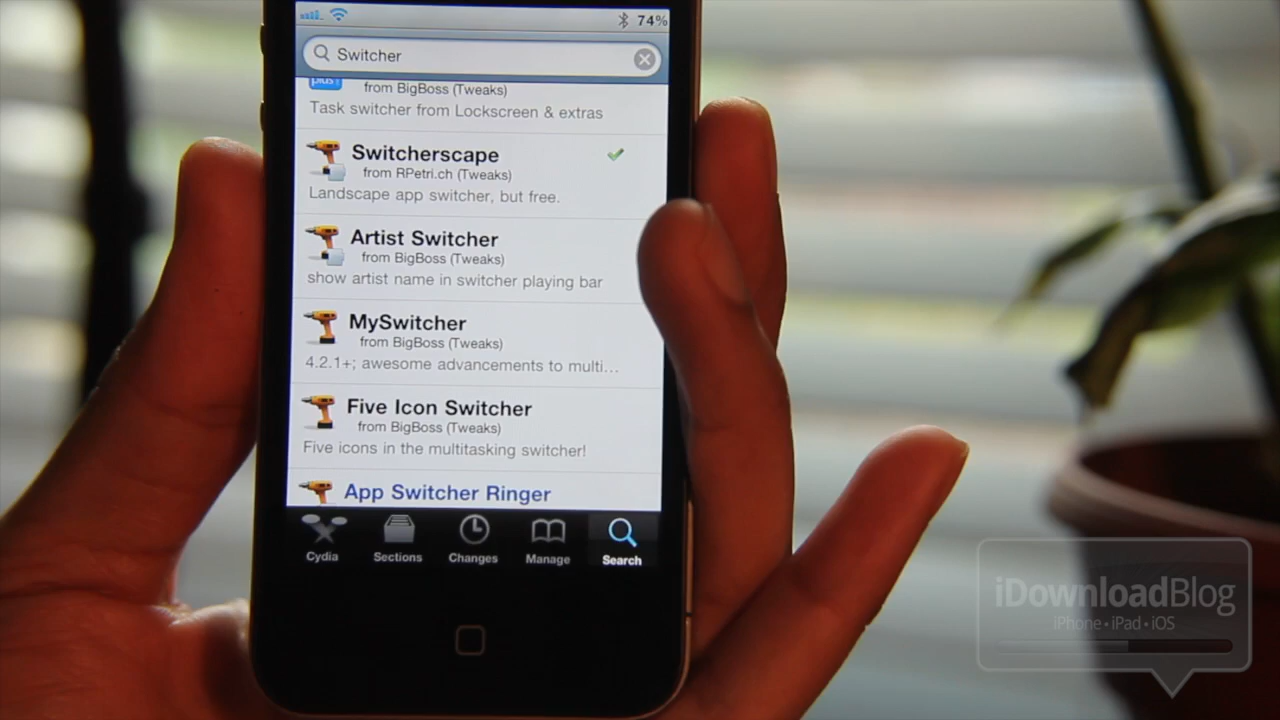 74%
Switcher
plus+
from BigBoss (Tweaks)
Task switcher from Lockscreen & extras
Switcherscape
from RPetri.ch (Tweaks)
Landscape app switcher, but free.
Artist Switcher
from BigBoss (Tweaks)
show artist name in switcher playing bar
MySwitcher
from BigBoss (Tweaks)
4.2.1+; awesome advancements to multi...
Five Icon Switcher
from BigBoss (Tweaks)
Five icons in the multitasking switcher!
App Switcher Ringer
Cydia Sections Changes Manage Search
iDownloadBlog
iPhone • iPad • iOS